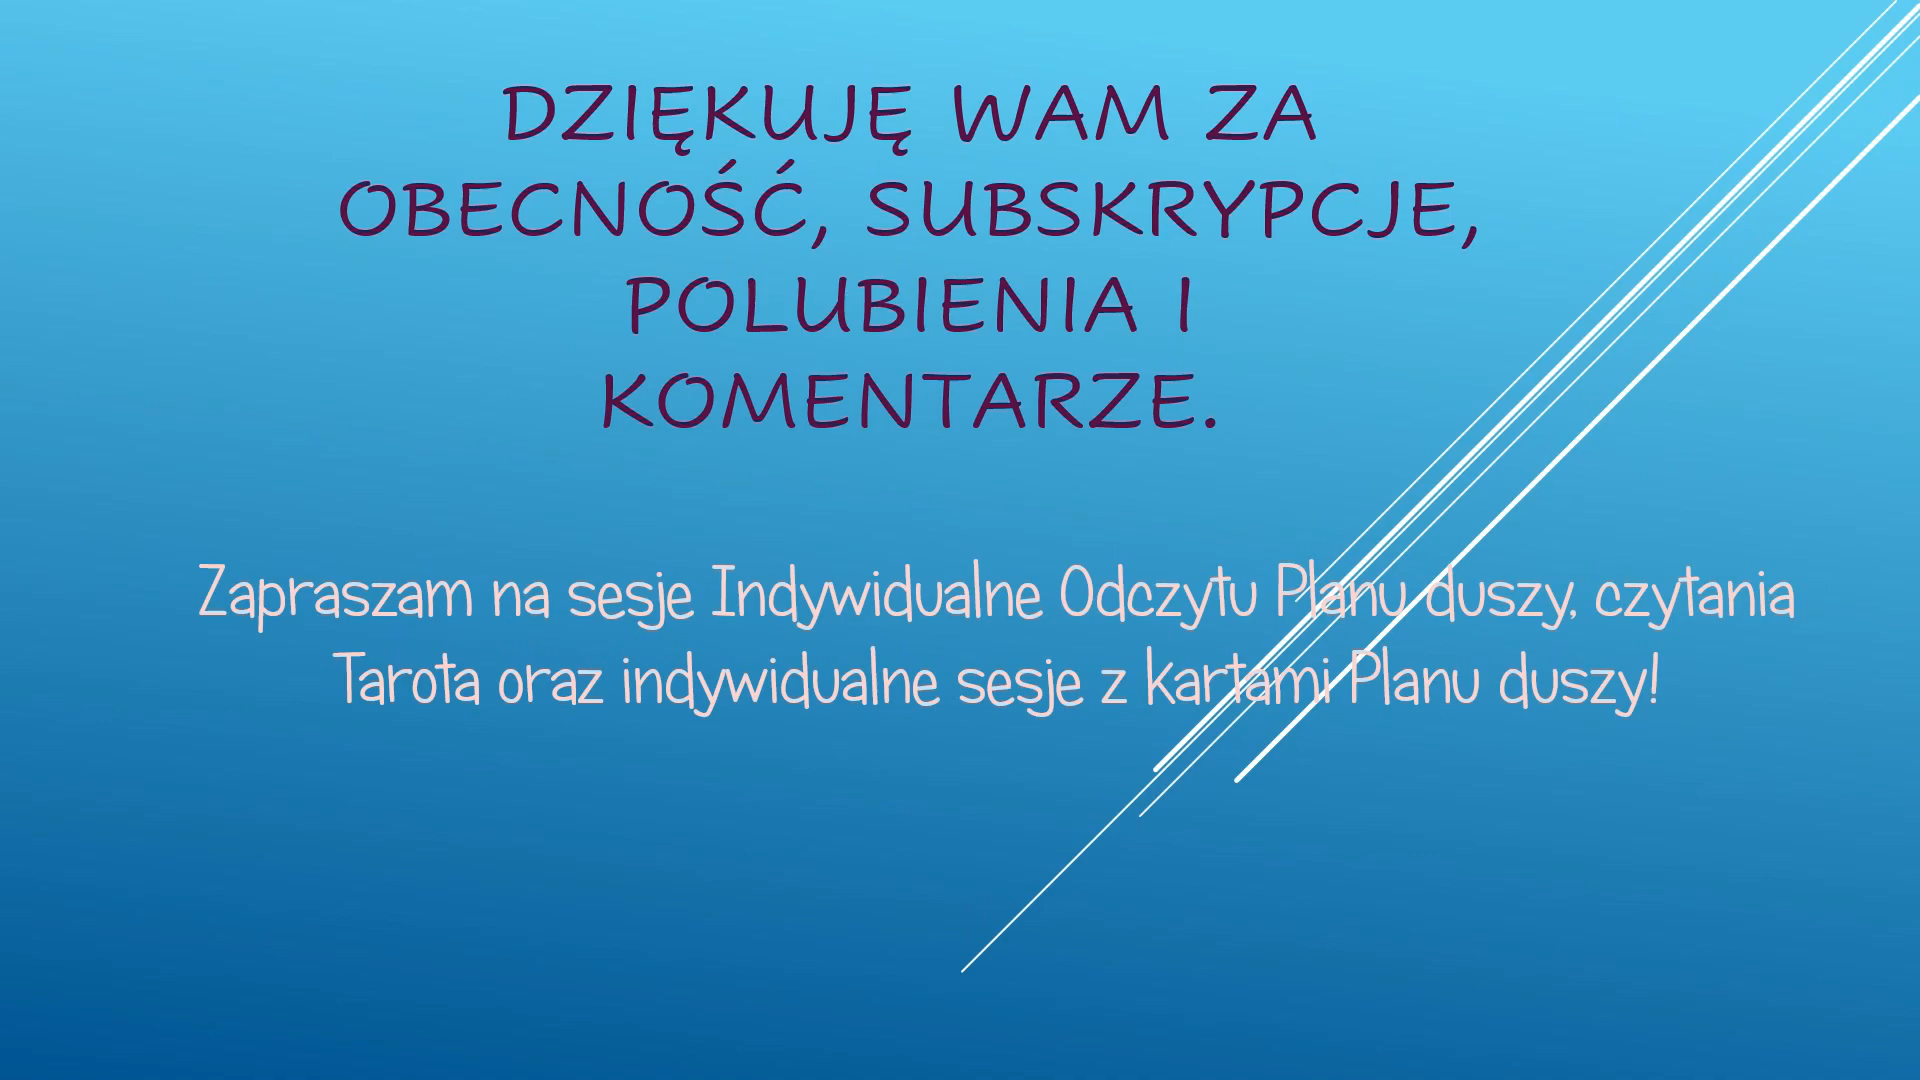 DZIĘKUJĘ WAM ZA
OBECNOŚĆ, SUBSKRYPCJE,
POLUBIENIA I
KOMENTARZE.
Zapraszam na sesje Indywidualne Odczytu Planu duszy, czytania
Tarota oraz indywidualne sesje z kartami Planu duszy!